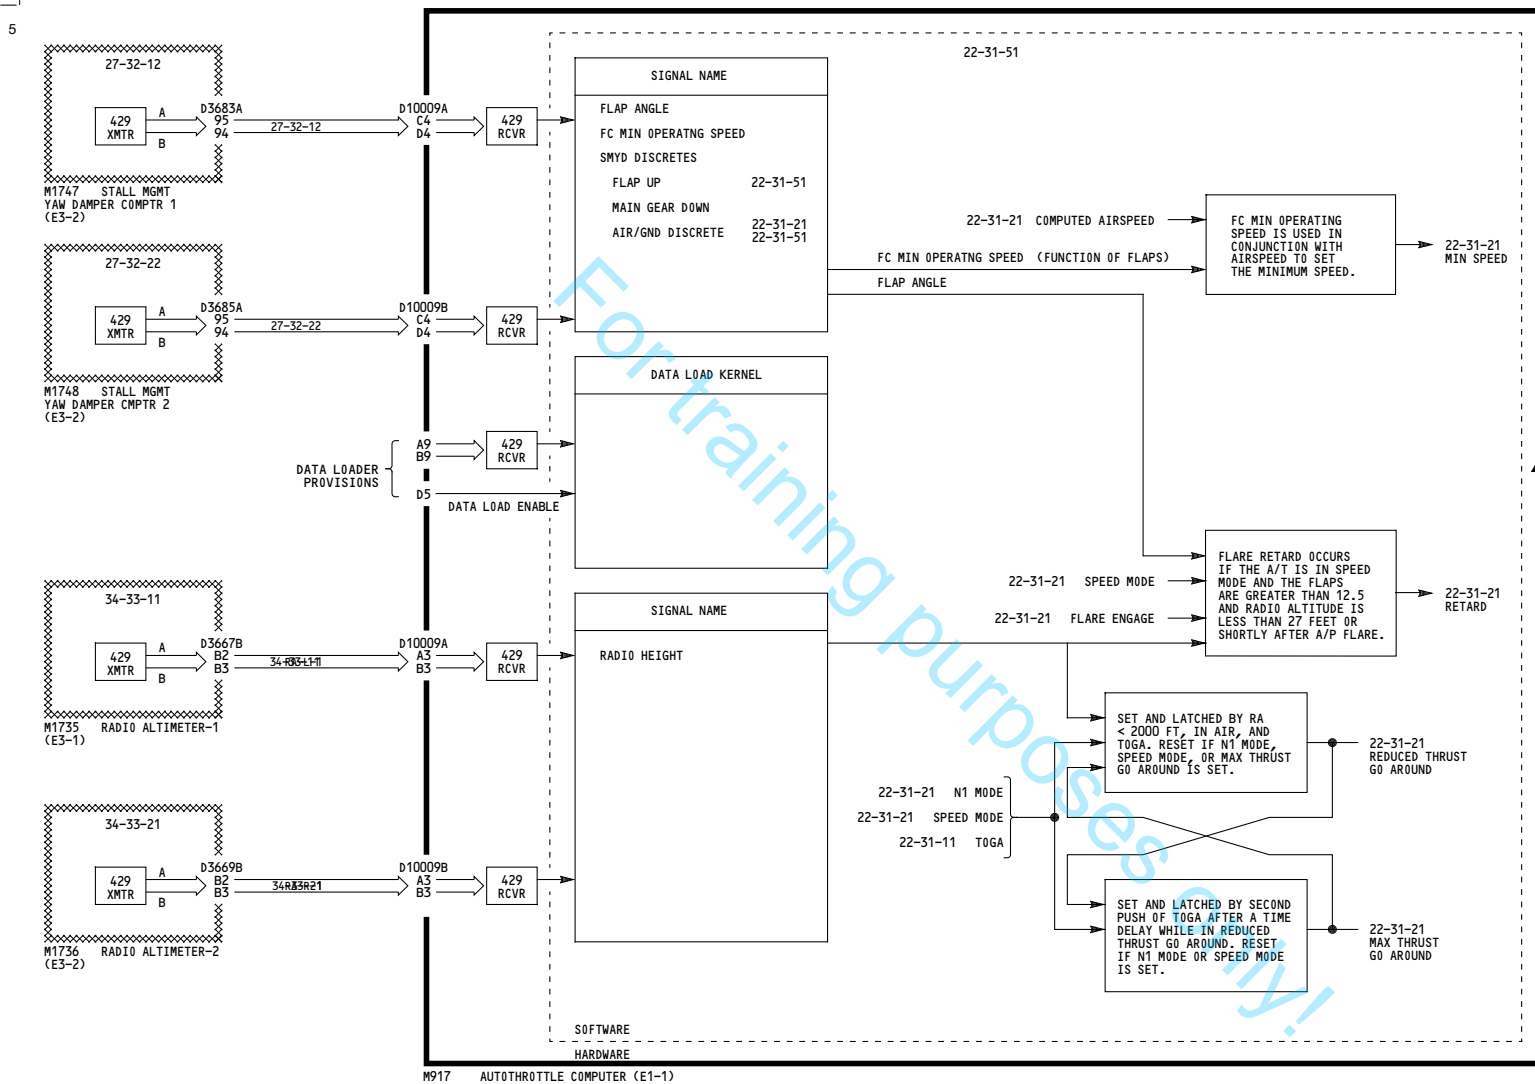 5
27-32-12
429
XMTR
A
B
D3683A
95
94
27-32-12
D10009A
C4
D4
429
RCVR
M1747 STALL MGMT
YAW DAMPER COMPTR 1
(E3-2)
27-32-22
429
XMTR
A
B
D3685A
95
94
27-32-22
D10009B
C4
D4
429
RCVR
M1748 STALL MGMT
YAW DAMPER CMPTR 2
(E3-2)
DATA LOADER
PROVISIONS
A9
B9
429
RCVR
D5
DATA LOAD ENABLE
34-33-11
429
XMTR
A
B
D3667B
B2
B3
D10009A
A3
B3
429
RCVR
M1735 RADIO ALTIMETER-1
(E3-1)
34-33-21
429
XMTR
A
B
D3669B
B2
B3
D10009B
A3
B3
429
RCVR
M1736 RADIO ALTIMETER-2
(E3-2)
22-31-51
SIGNAL NAME
FLAP ANGLE
FC MIN OPERATNG SPEED
SMYD DISCRETES
FLAP UP 22-31-51
MAIN GEAR DOWN
AIR/GND DISCRETE 22-31-21
22-31-51
DATA LOAD KERNEL
SIGNAL NAME
RADIO HEIGHT
22-31-21 COMPUTED AIRSPEED
FC MIN OPERATNG SPEED (FUNCTION OF FLAPS)
FLAP ANGLE
FC MIN OPERATING
SPEED IS USED IN
CONJUNCTION WITH
AIRSPEED TO SET
THE MINIMUM SPEED.
22-31-21
MIN SPEED
22-31-21 SPEED MODE
22-31-21 FLARE ENGAGE
FLARE RETARD OCCURS
IF THE A/T IS IN SPEED
MODE AND THE FLAPS
ARE GREATER THAN 12.5
AND RADIO ALTITUDE IS
LESS THAN 27 FEET OR
SHORTLY AFTER A/P FLARE.
22-31-21
RETARD
SET AND LATCHED BY RA
< 2000 FT, IN AIR, AND
TOGA. RESET IF N1 MODE,
SPEED MODE, OR MAX THRUST
GO AROUND IS SET.
22-31-21
REDUCED THRUST
GO AROUND
22-31-21 N1 MODE
22-31-21 SPEED MODE
22-31-11 TOGA
SET AND LATCHED BY SECOND
PUSH OF TOGA AFTER A TIME
DELAY WHILE IN REDUCED
THRUST GO AROUND. RESET
IF N1 MODE OR SPEED MODE
IS SET.
22-31-21
MAX THRUST
GO AROUND
SOFTWARE
HARDWARE
M917 AUTOTHROTTLE COMPUTER (E1-1)
For training purposes only!